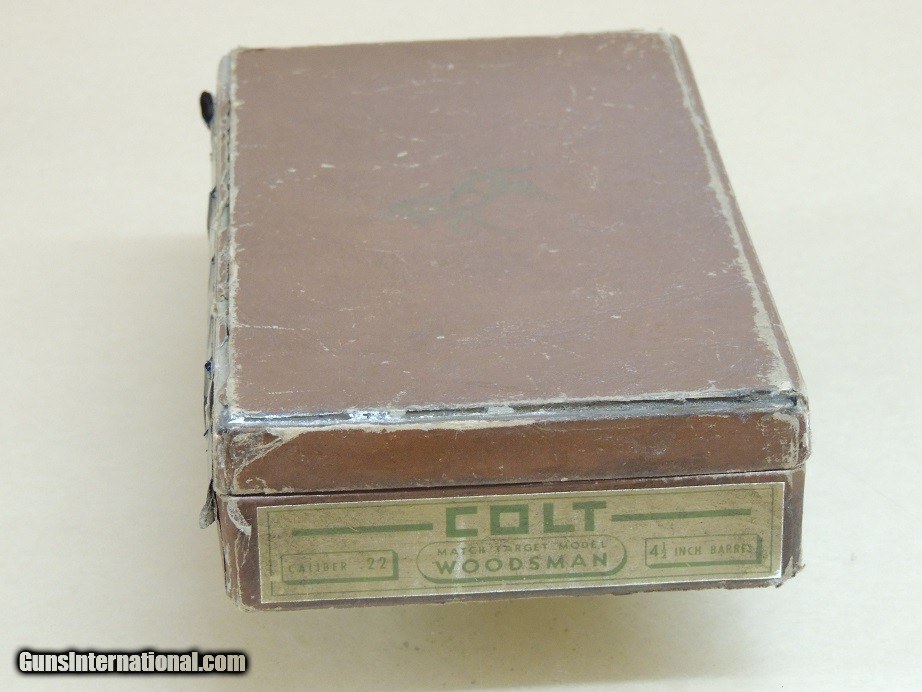 COLT
MATCH TARGET MODEL
CALIBER 22 WOODSMAN 4½ INCH BARREL
GunsInternational.com